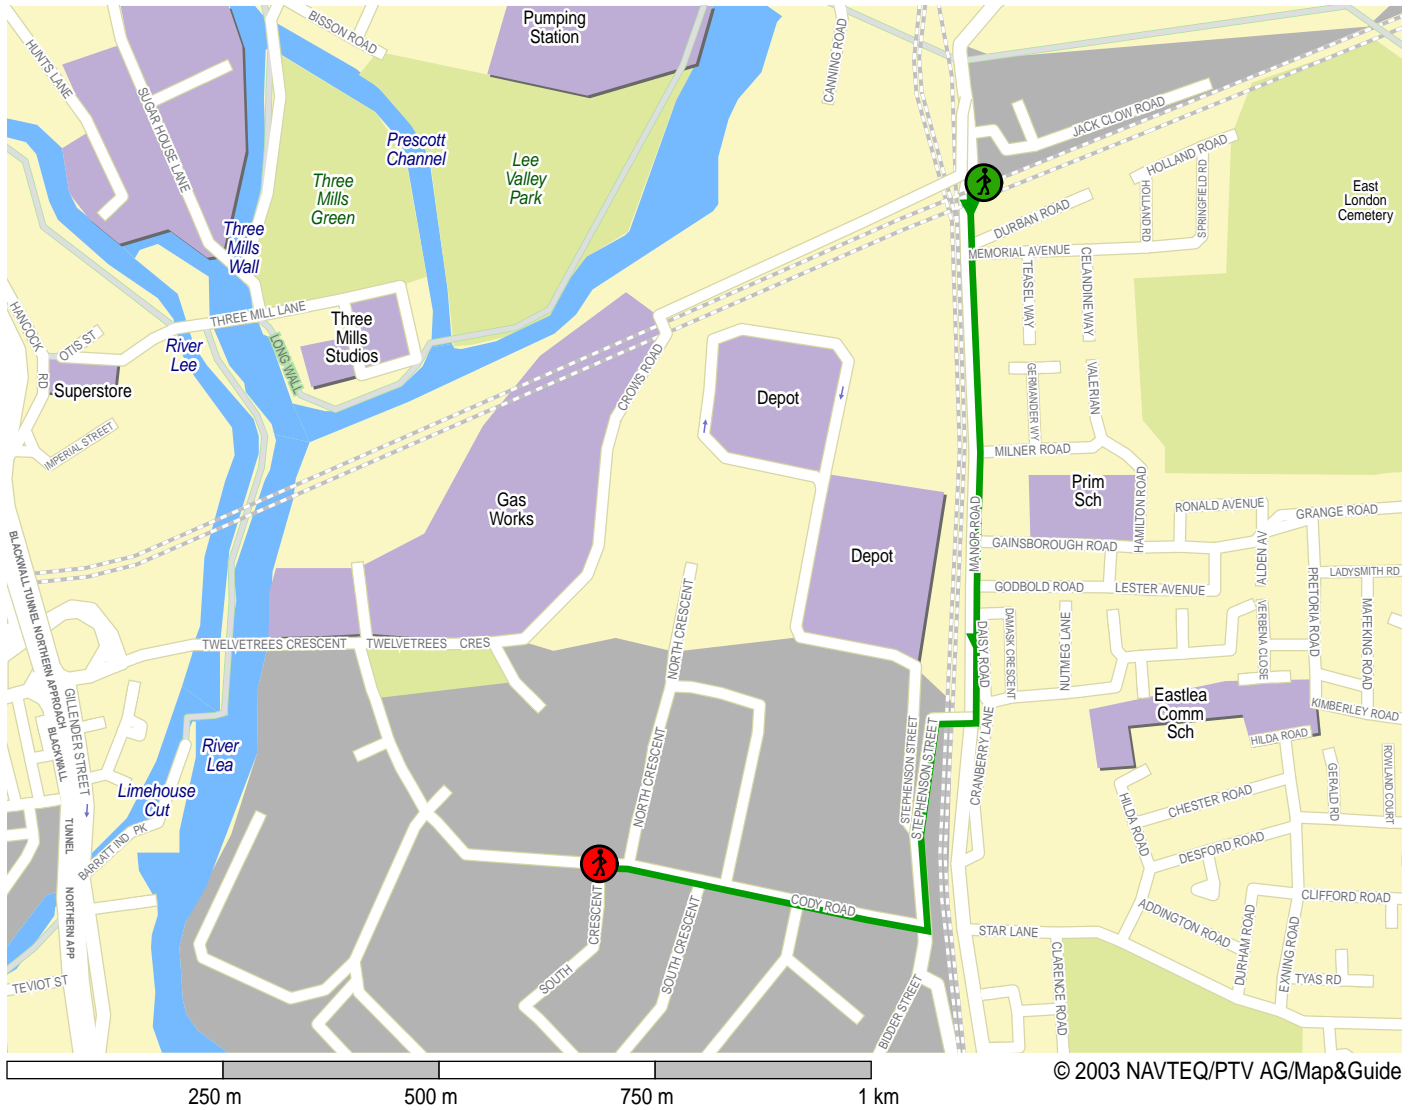 Pumping
Station
BISSON ROAD
HUNTS LANE
SUGAR HOUSE LANE
CANNING ROAD
JACK CLOW ROAD
HOLLAND ROAD
HOLLAND RD
SPRINGFIELD RD
Prescott
Channel
Lee
Valley
Park
Three
Mills
Green
East
London
Cemetery
Three
Mills
Wall
DURBAN ROAD
MEMORIAL AVENUE
TEASEL WAY
CELANDINE WAY
HANCOCK
RD
OTIS ST
THREE MILL LANE
Three
Mills
Studios
LONG WALL
River
Lee
Superstore
IMPERIAL STREET
CROWS ROAD
Depot
GERMANDER WY
VALERIAN
MILNER ROAD
Prim
Sch
HAMILTON ROAD
Gas
Works
Depot
MANOR ROAD
RONALD AVENUE
GRANGE ROAD
GAINSBOROUGH ROAD
ALDEN AV
GODBOLD ROAD
LESTER AVENUE
PRETORIA ROAD
LADYSMITH RD
MAFEKING ROAD
VERBENA CLOSE
BLACKWALL TUNNEL NORTHERN APPROACH
BLACKWALL
TUNNEL
NORTHERN APP
GILLENDER STREET
TWELVETREES CRESCENT
TWELVETREES
CRES
NORTH CRESCENT
NORTH CRESCENT
DAISY ROAD
DAMASK CRESCENT
NUTMEG LANE
Eastlea
Comm
Sch
KIMBERLEY ROAD
HILDA ROAD
HILDA ROAD
STEPHENSON STREET
STEPHENSON STREET
CRANBERRY LANE
GERALD RD
ROWLAND COURT
CHESTER ROAD
DESFORD ROAD
River
Lea
Limehouse
Cut
BARRATT IND PK
CODY ROAD
CRESCENT
SOUTH
SOUTH CRESCENT
STAR LANE
CLARENCE ROAD
ADDINGTON ROAD
DURHAM ROAD
EXNING ROAD
CLIFFORD ROAD
TYAS RD
TEVIOT ST
BIDDER STREET
© 2003 NAVTEQ/PTV AG/Map&Guide
250 m
500 m
750 m
1 km